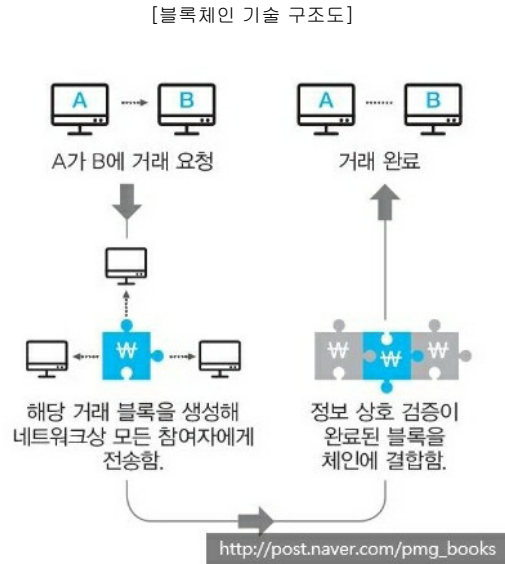 [블록체인 기술 구조도]
A
B
A가 B에 거래 요청
A
B
거래 완료
₩
해당 거래 블록을 생성해
네트워크상 모든 참여자에게
전송함.
₩
₩
₩
정보 상호 검증이
완료된 블록을
체인에 결합함.
http://post.naver.com/pmg_books